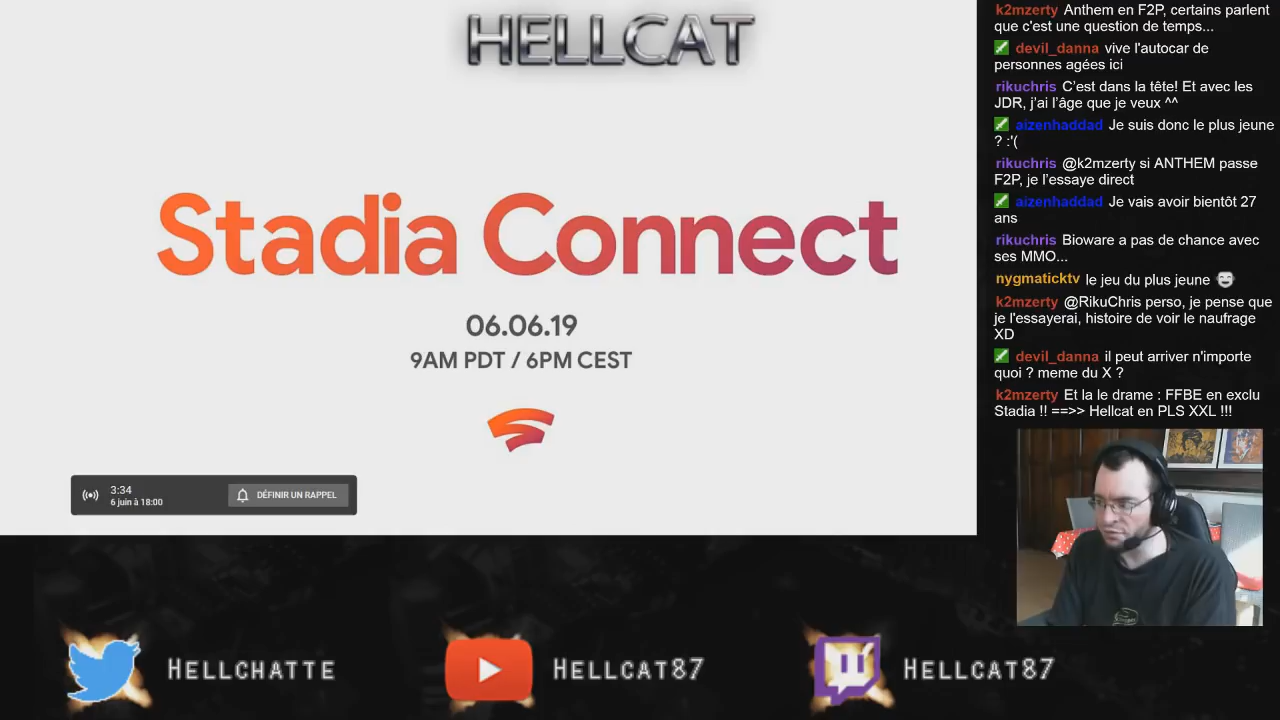 HELLCAT
Stadia Connect
06.06.19
9AM PDT / 6PM CEST
3:34
6 juin à 18:00
DÉFINIR UN RAPPEL
k2mzerty Anthem en F2P, certains parlent
que c'est une question de temps...
devil_danna vive l'autocar de
personnes agées ici
rikuchris C’est dans la tête! Et avec les
JDR, j’ai l’âge que je veux ^^
aizenhaddad Je suis donc le plus jeune
? :'(
rikuchris @k2mzerty si ANTHEM passe
F2P, je l’essaye direct
aizenhaddad Je vais avoir bientôt 27
ans
rikuchris Bioware a pas de chance avec
ses MMO...
nygmaticktv le jeu du plus jeune
k2mzerty @RikuChris perso, je pense que
je l'essayerai, histoire de voir le naufrage
XD
devil_danna il peut arriver n'importe
quoi ? meme du X ?
k2mzerty Et la le drame : FFBE en exclu
Stadia !! ==>> Hellcat en PLS XXL !!!
HELLCHATTE
HELLCAT87
HELLCAT87